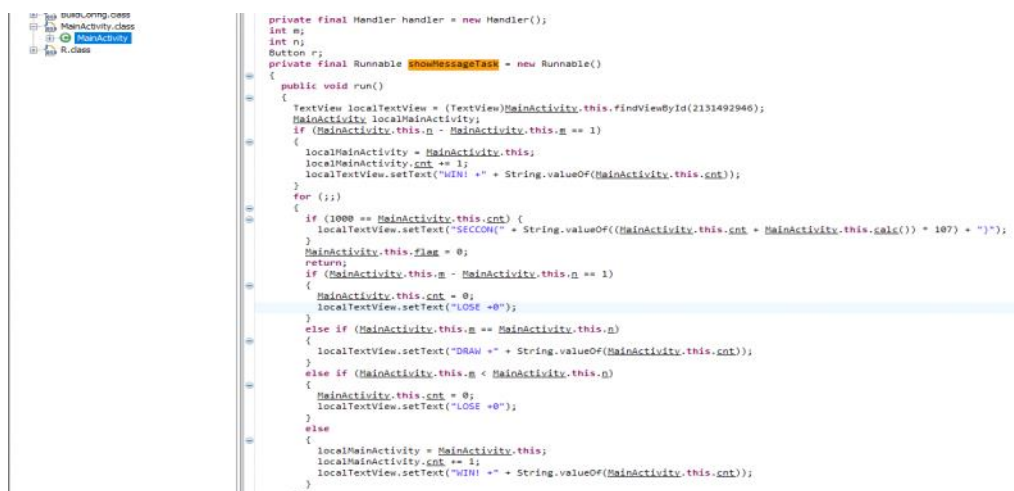 BuildConfig.class
MainActivity.class
MainActivity
R.class
private final Handler handler = new Handler();
int m;
int n;
Button r;
private final Runnable showMessageTask = new Runnable()
{
public void run()
{
TextView localTextView = (TextView)MainActivity.this.findViewById(2131492946);
MainActivity localMainActivity;
if (MainActivity.this.n - MainActivity.this.m == 1)
{
localMainActivity = MainActivity.this;
localMainActivity.cnt += 1;
localTextView.setText("WIN! +" + String.valueOf(MainActivity.this.cnt));
}
for (;;)
{
if (1000 == MainActivity.this.cnt) {
localTextView.setText("SECCON{" + String.valueOf((MainActivity.this.cnt + MainActivity.this.calc()) * 107) + "}");
}
MainActivity.this.flag = 0;
return;
if (MainActivity.this.m - MainActivity.this.n == 1)
{
MainActivity.this.cnt = 0;
localTextView.setText("LOSE +0");
}
else if (MainActivity.this.m == MainActivity.this.n)
{
localTextView.setText("DRAW +" + String.valueOf(MainActivity.this.cnt));
}
else if (MainActivity.this.m < MainActivity.this.n)
{
MainActivity.this.cnt = 0;
localTextView.setText("LOSE +0");
}
else
{
localMainActivity = MainActivity.this;
localMainActivity.cnt += 1;
localTextView.setText("WIN! +" + String.valueOf(MainActivity.this.cnt));
}